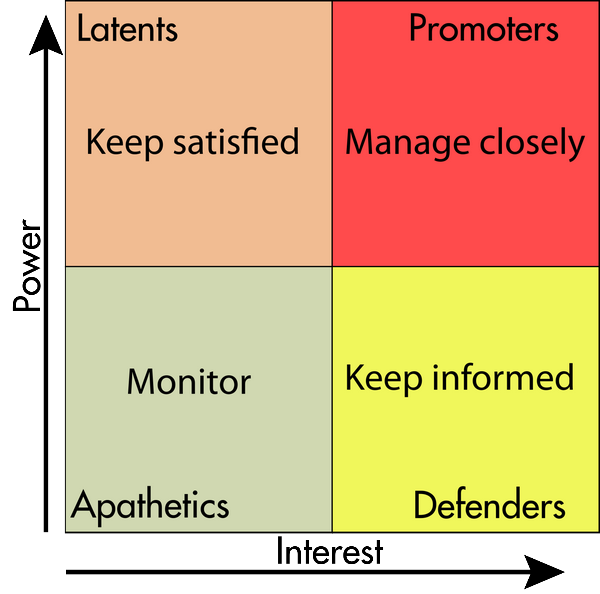 Latents
Promoters
Keep satisfied
Manage closely
Power
Monitor
Keep informed
Apathetics
Defenders
Interest